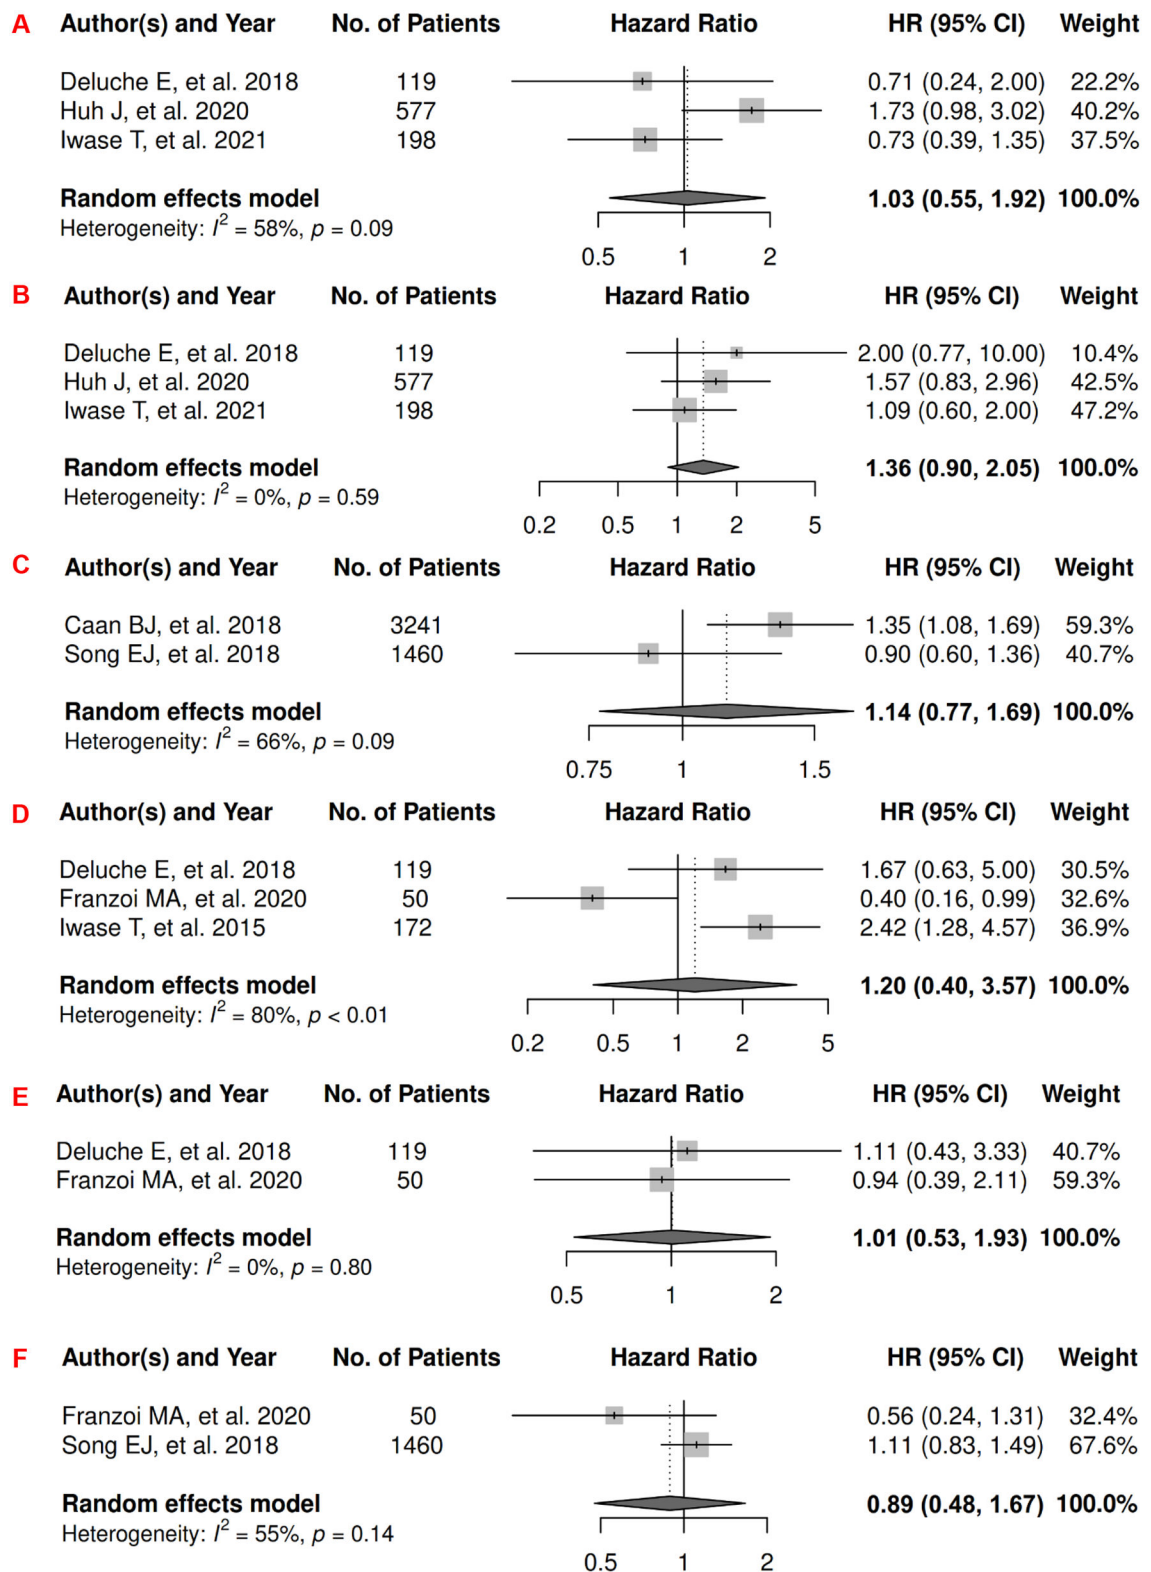 A Author(s) and Year No. of Patients Hazard Ratio HR (95% CI) Weight
Deluche E, et al. 2018 119 0.71 (0.24, 2.00) 22.2%
Huh J, et al. 2020 577 1.73 (0.98, 3.02) 40.2%
Iwase T, et al. 2021 198 0.73 (0.39, 1.35) 37.5%
Random effects model 1.03 (0.55, 1.92) 100.0%
Heterogeneity: I² = 58%, p = 0.09
0.5 1 2
B Author(s) and Year No. of Patients Hazard Ratio HR (95% CI) Weight
Deluche E, et al. 2018 119 2.00 (0.77, 10.00) 10.4%
Huh J, et al. 2020 577 1.57 (0.83, 2.96) 42.5%
Iwase T, et al. 2021 198 1.09 (0.60, 2.00) 47.2%
Random effects model 1.36 (0.90, 2.05) 100.0%
Heterogeneity: I² = 0%, p = 0.59
0.2 0.5 1 2 5
C Author(s) and Year No. of Patients Hazard Ratio HR (95% CI) Weight
Caan BJ, et al. 2018 3241 1.35 (1.08, 1.69) 59.3%
Song EJ, et al. 2018 1460 0.90 (0.60, 1.36) 40.7%
Random effects model 1.14 (0.77, 1.69) 100.0%
Heterogeneity: I² = 66%, p = 0.09
0.75 1 1.5
D Author(s) and Year No. of Patients Hazard Ratio HR (95% CI) Weight
Deluche E, et al. 2018 119 1.67 (0.63, 5.00) 30.5%
Franzoi MA, et al. 2020 50 0.40 (0.16, 0.99) 32.6%
Iwase T, et al. 2015 172 2.42 (1.28, 4.57) 36.9%
Random effects model 1.20 (0.40, 3.57) 100.0%
Heterogeneity: I² = 80%, p < 0.01
0.2 0.5 1 2 5
E Author(s) and Year No. of Patients Hazard Ratio HR (95% CI) Weight
Deluche E, et al. 2018 119 1.11 (0.43, 3.33) 40.7%
Franzoi MA, et al. 2020 50 0.94 (0.39, 2.11) 59.3%
Random effects model 1.01 (0.53, 1.93) 100.0%
Heterogeneity: I² = 0%, p = 0.80
0.5 1 2
F Author(s) and Year No. of Patients Hazard Ratio HR (95% CI) Weight
Franzoi MA, et al. 2020 50 0.56 (0.24, 1.31) 32.4%
Song EJ, et al. 2018 1460 1.11 (0.83, 1.49) 67.6%
Random effects model 0.89 (0.48, 1.67) 100.0%
Heterogeneity: I² = 55%, p = 0.14
0.5 1 2